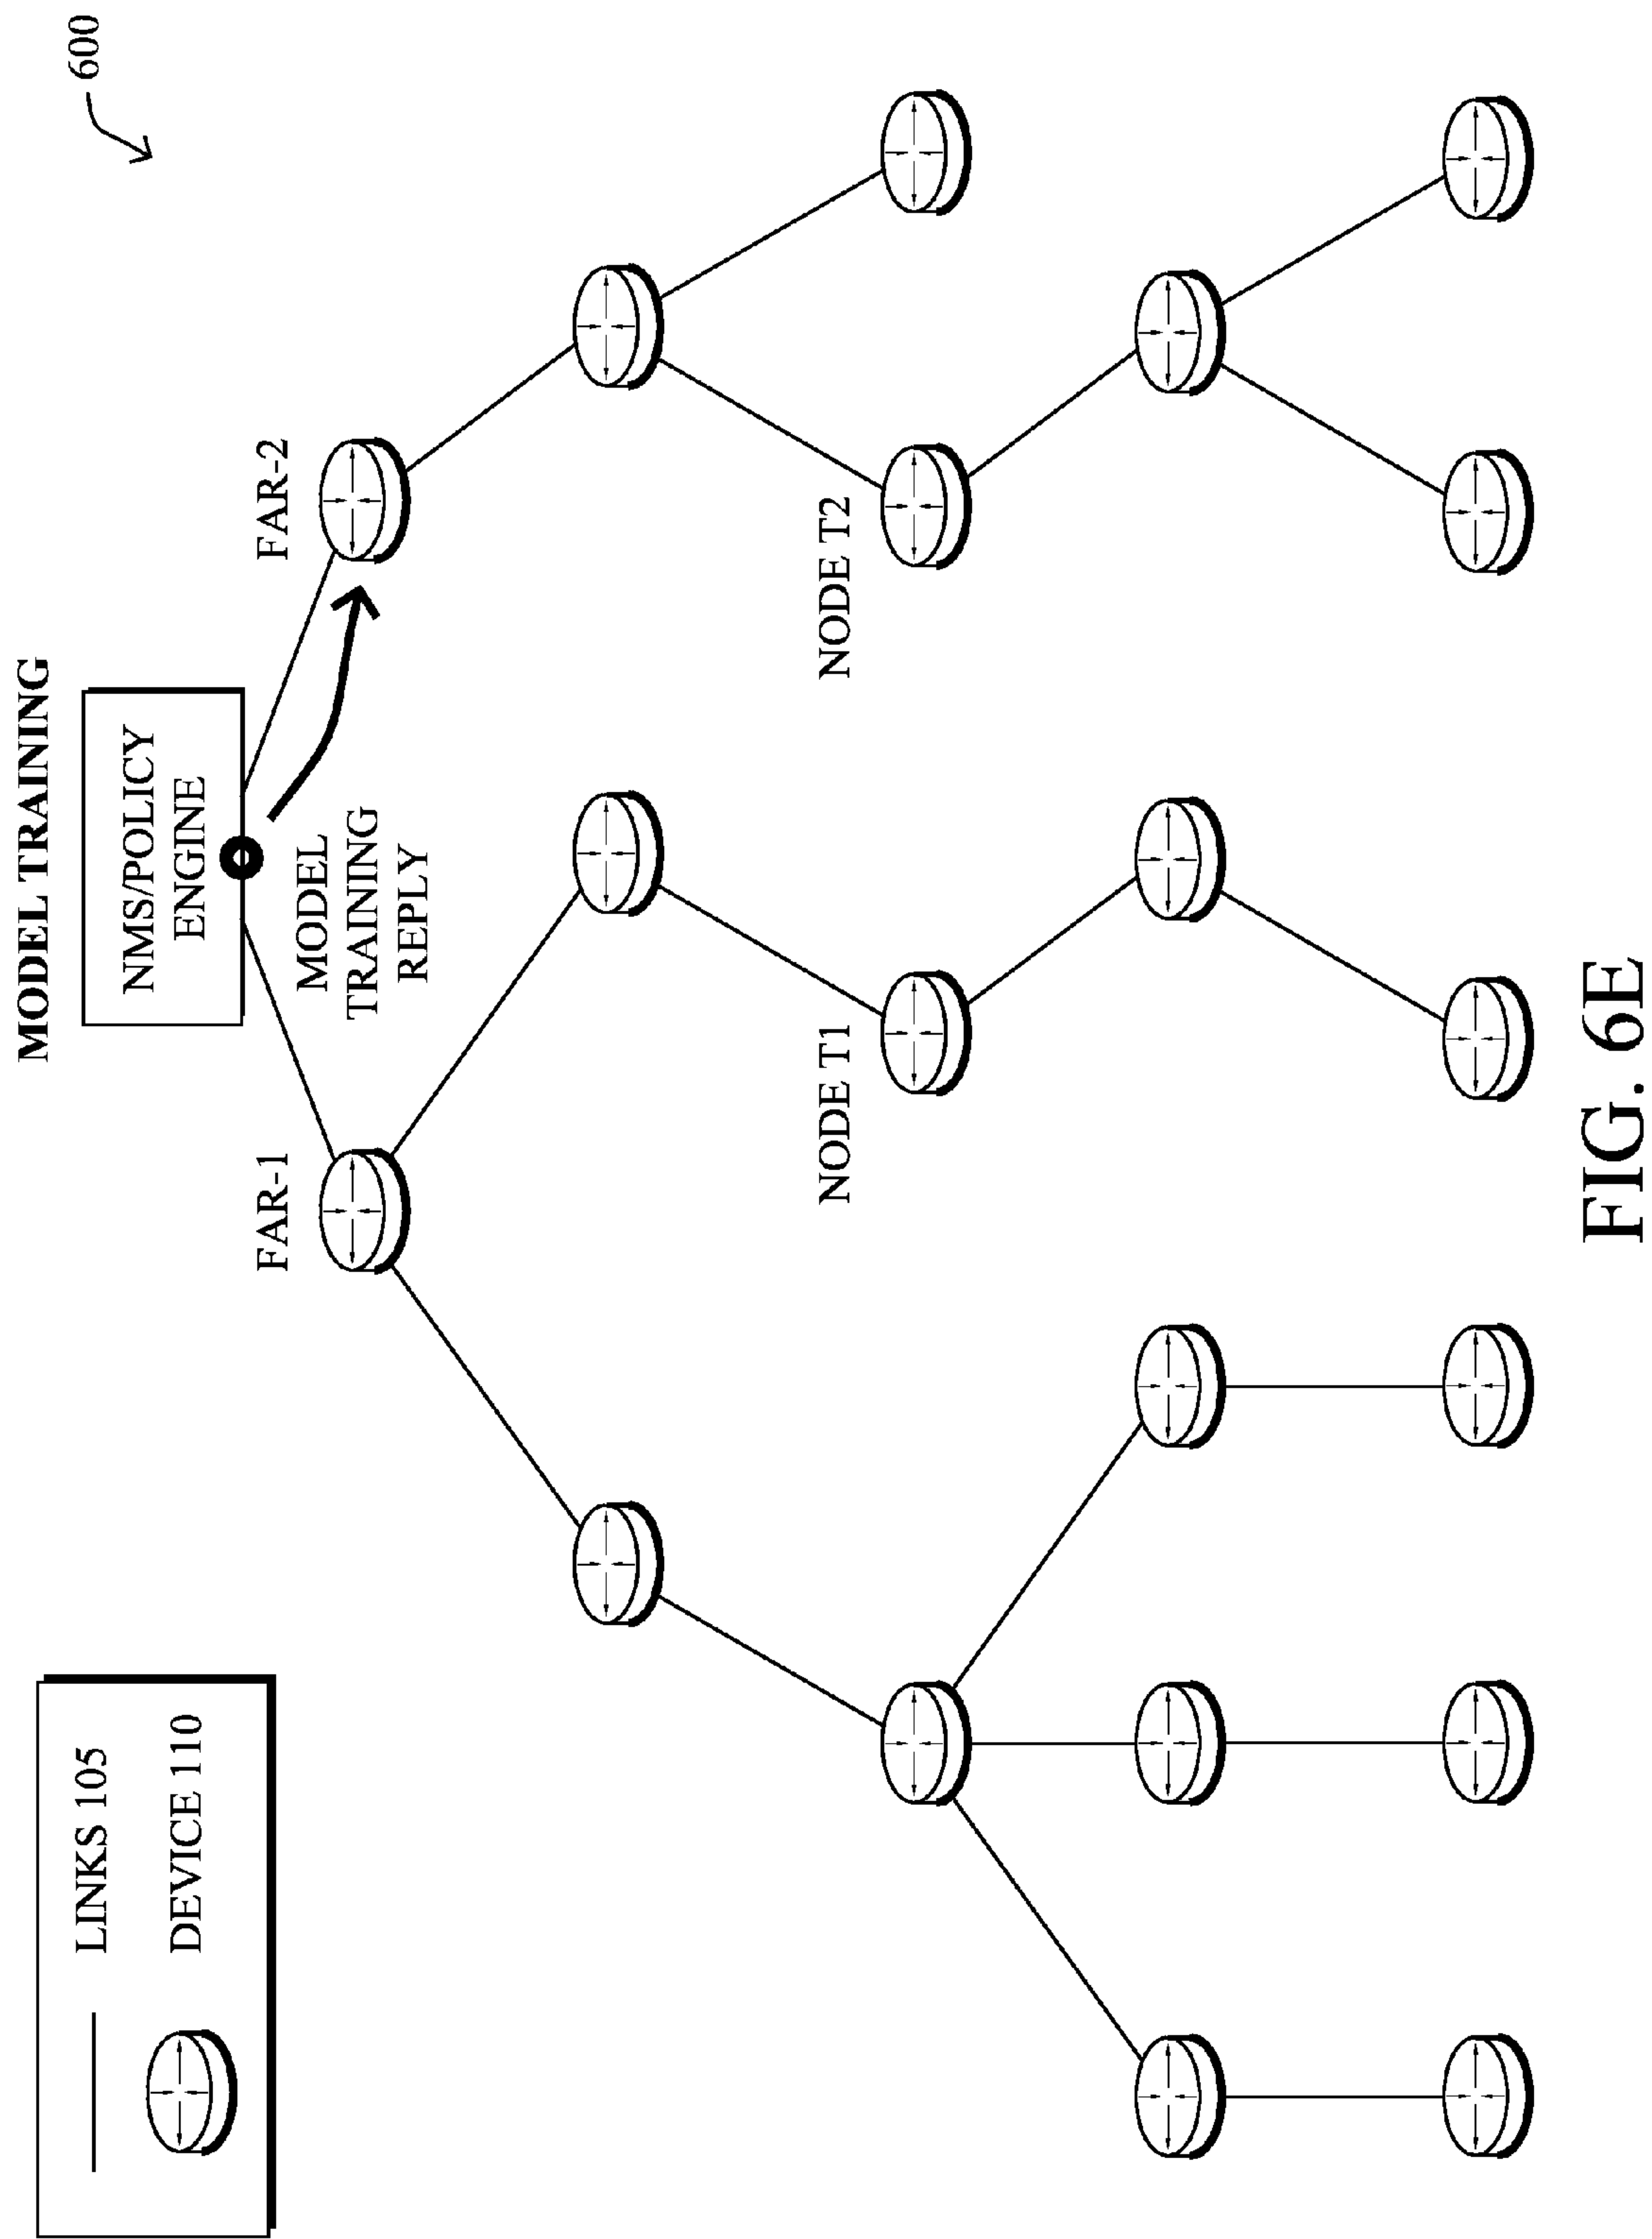 LINKS 105
DEVICE 110
MODEL TRAINING
600
NMS/POLICY
ENGINE
FAR-1
FAR-2
MODEL
TRAINING
REPLY
NODE T1
NODE T2
FIG. 6E